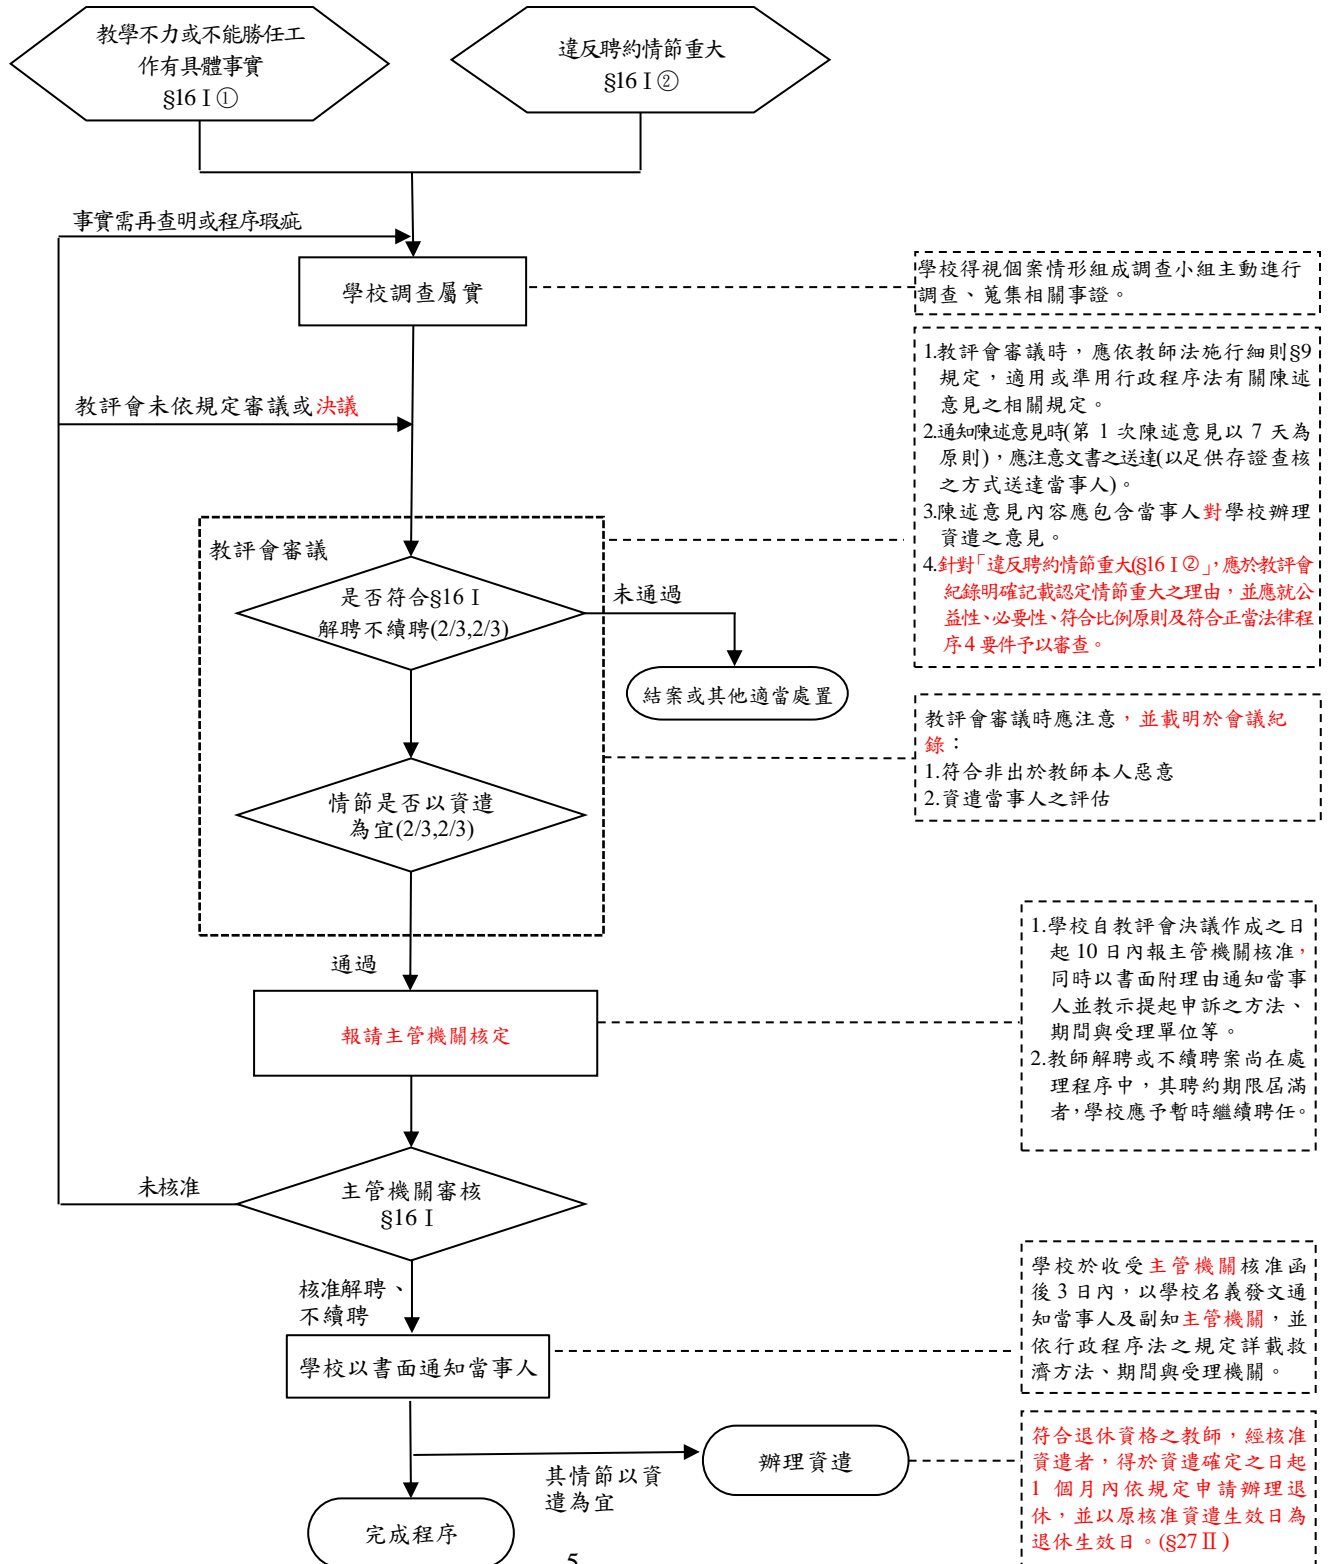 教學不力或不能勝任工
作有具體事實
§16Ⅰ①
違反聘約情節重大
§16Ⅰ②
事實需再查明或程序瑕疵
學校調查屬實
學校得視個案情形組成調查小組主動進行
調查、蒐集相關事證。
教評會未依規定審議或決議
1.教評會審議時，應依教師法施行細則§9
規定，適用或準用行政程序法有關陳述
意見之相關規定。
2.通知陳述意見時(第 1 次陳述意見以 7 天為
原則)，應注意文書之送達(以足供存證查核
之方式送達當事人)。
3.陳述意見內容應包含當事人對學校辦理
資遣之意見。
4.針對「違反聘約情節重大(§16Ⅰ②」，應於教評會
紀錄明確記載認定情節重大之理由，並應就公
益性、必要性、符合比例原則及符合正當法律程
序 4 要件予以審查。
教評會審議
是否符合§16Ⅰ
解聘不續聘(2/3,2/3)
未通過
結案或其他適當處置
教評會審議時應注意，並載明於會議紀
錄：
1.符合非出於教師本人惡意
2.資遣當事人之評估
情節是否以資遣
為宜(2/3,2/3)
通過
報請主管機關核定
1.學校自教評會決議作成之日
起 10 日內報主管機關核准，
同時以書面附理由通知當事
人並教示提起申訴之方法、
期間與受理單位等。
2.教師解聘或不續聘案尚在處
理程序中，其聘約期限屆滿
者，學校應予暫時繼續聘任。
未核准
主管機關審核
§16Ⅰ
核准解聘、
不續聘
學校以書面通知當事人
學校於收受主管機關核准函
後 3 日內，以學校名義發文通
知當事人及副知主管機關，並
依行政程序法之規定詳載救
濟方法、期間與受理機關。
其情節以資
遣為宜
辦理資遣
符合退休資格之教師，經核准
資遣者，得於資遣確定之日起
1 個月內依規定申請辦理退
休，並以原核准資遣生效日為
退休生效日。(§27Ⅱ)
完成程序
5